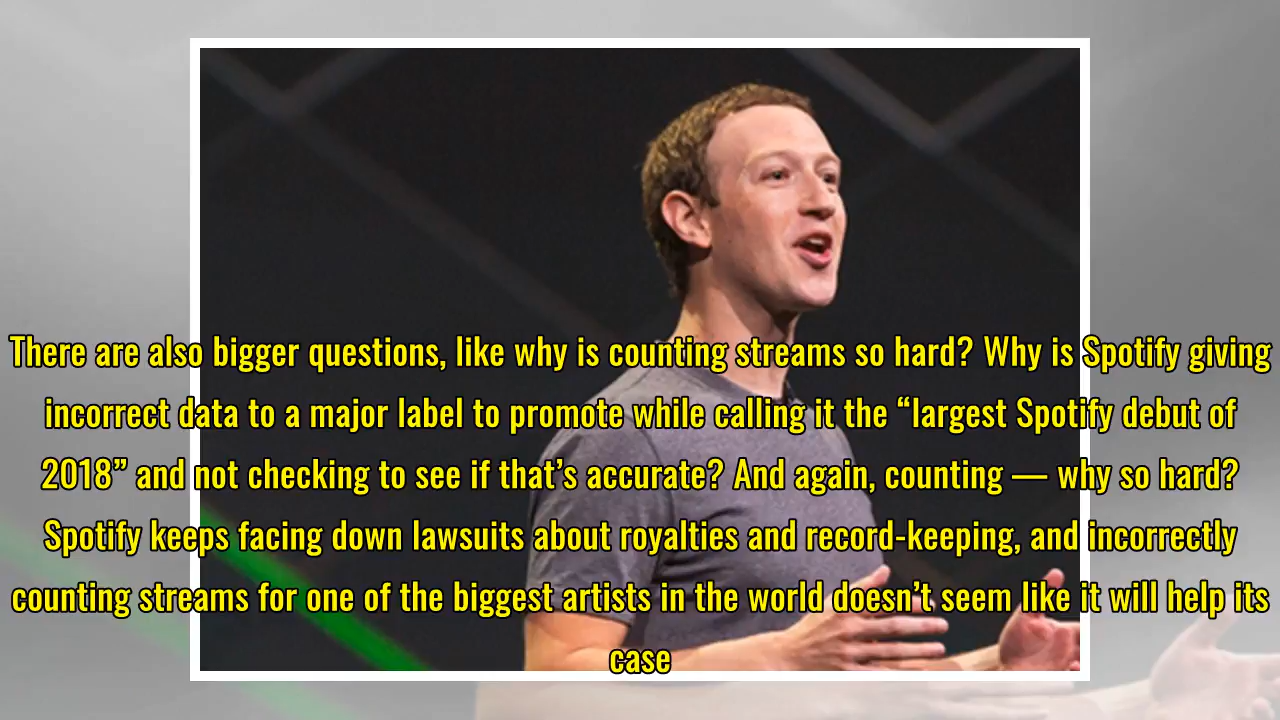 There are also bigger questions, like why is counting streams so hard? Why is Spotify giving
incorrect data to a major label to promote while calling it the “largest Spotify debut of
2018” and not checking to see if that’s accurate? And again, counting — why so hard?
Spotify keeps facing down lawsuits about royalties and record-keeping, and incorrectly
counting streams for one of the biggest artists in the world doesn’t seem like it will help its
case